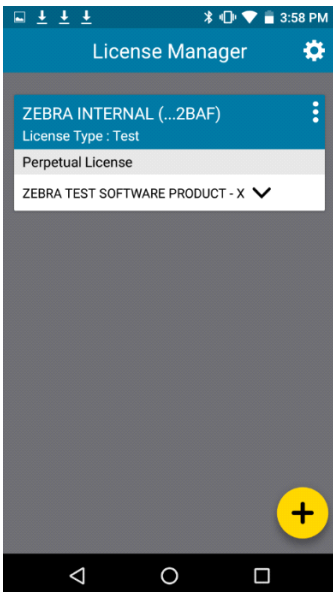 3:58 PM
License Manager
ZEBRA INTERNAL (...2BAF)
License Type : Test
Perpetual License
ZEBRA TEST SOFTWARE PRODUCT - X